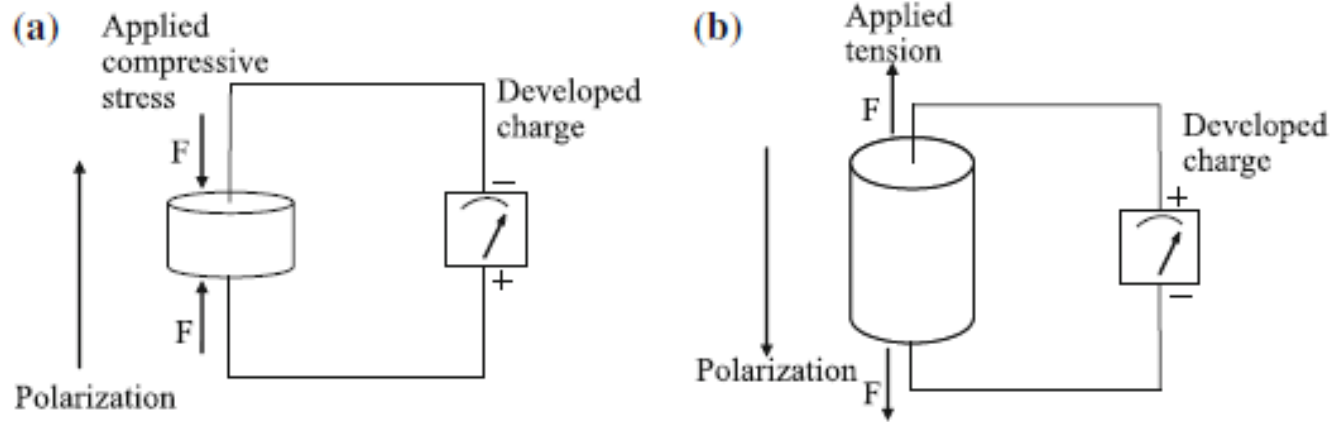 (a)
Applied
compressive
stress
F
F
Polarization
−
Developed
charge
+
(b)
Applied
tension
F
Polarization
F
Developed
charge
+
−